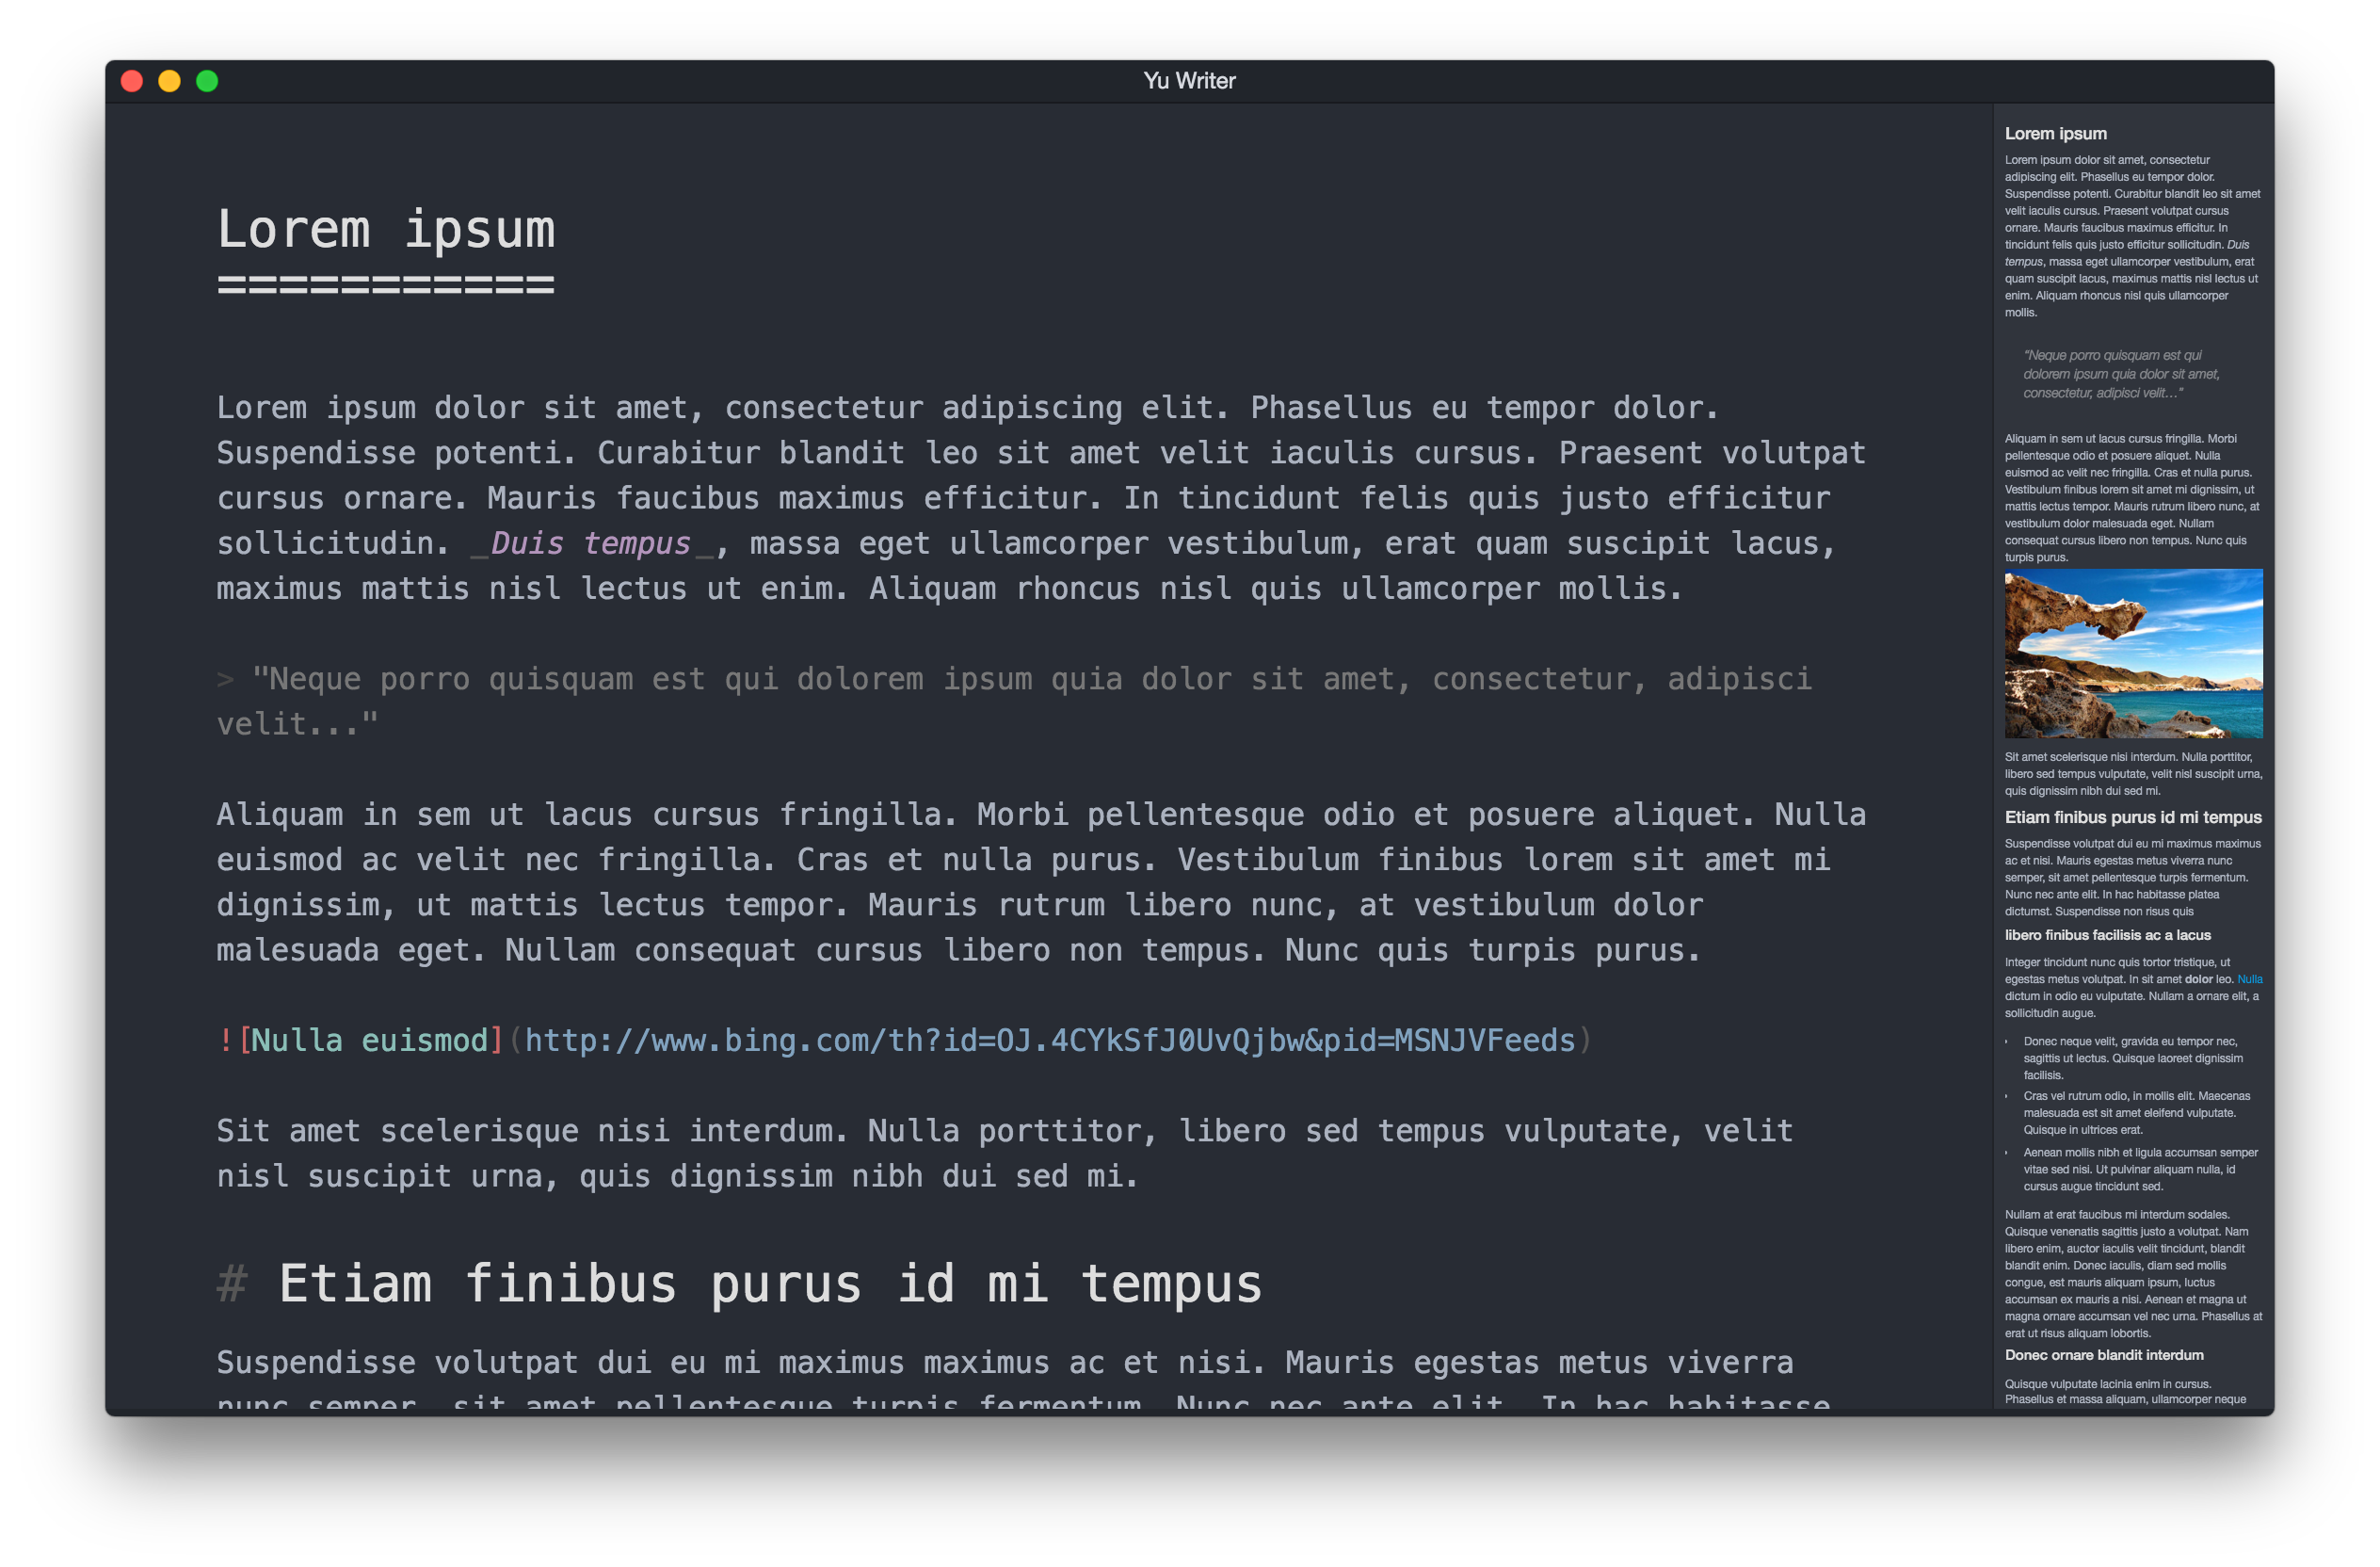 Yu Writer
Lorem ipsum
===========
Lorem ipsum dolor sit amet, consectetur adipiscing elit. Phasellus eu tempor dolor.
Suspendisse potenti. Curabitur blandit leo sit amet velit iaculis cursus. Praesent volutpat
cursus ornare. Mauris faucibus maximus efficitur. In tincidunt felis quis justo efficitur
sollicitudin. _Duis tempus_, massa eget ullamcorper vestibulum, erat quam suscipit lacus,
maximus mattis nisl lectus ut enim. Aliquam rhoncus nisl quis ullamcorper mollis.
> "Neque porro quisquam est qui dolorem ipsum quia dolor sit amet, consectetur, adipisci
velit..."
Aliquam in sem ut lacus cursus fringilla. Morbi pellentesque odio et posuere aliquet. Nulla
euismod ac velit nec fringilla. Cras et nulla purus. Vestibulum finibus lorem sit amet mi
dignissim, ut mattis lectus tempor. Mauris rutrum libero nunc, at vestibulum dolor
malesuada eget. Nullam consequat cursus libero non tempus. Nunc quis turpis purus.
![Nulla euismod](http://www.bing.com/th?id=OJ.4CYkSfJ0UvQjbw&pid=MSNJVFeeds)
Sit amet scelerisque nisi interdum. Nulla porttitor, libero sed tempus vulputate, velit
nisl suscipit urna, quis dignissim nibh dui sed mi.
# Etiam finibus purus id mi tempus
Suspendisse volutpat dui eu mi maximus maximus ac et nisi. Mauris egestas metus viverra
nunc semper, sit amet pellentesque turpis fermentum. Nunc nec ante elit. In hac habitasse
Lorem ipsum
Lorem ipsum dolor sit amet, consectetur
adipiscing elit. Phasellus eu tempor dolor.
Suspendisse potenti. Curabitur blandit leo sit amet
velit iaculis cursus. Praesent volutpat cursus
ornare. Mauris faucibus maximus efficitur. In
tincidunt felis quis justo efficitur sollicitudin. Duis
tempus, massa eget ullamcorper vestibulum, erat
quam suscipit lacus, maximus mattis nisl lectus ut
enim. Aliquam rhoncus nisl quis ullamcorper
mollis.
“Neque porro quisquam est qui
dolorem ipsum quia dolor sit amet,
consectetur, adipisci velit…”
Aliquam in sem ut lacus cursus fringilla. Morbi
pellentesque odio et posuere aliquet. Nulla
euismod ac velit nec fringilla. Cras et nulla purus.
Vestibulum finibus lorem sit amet mi dignissim, ut
mattis lectus tempor. Mauris rutrum libero nunc, at
vestibulum dolor malesuada eget. Nullam
consequat cursus libero non tempus. Nunc quis
turpis purus.
Sit amet scelerisque nisi interdum. Nulla porttitor,
libero sed tempus vulputate, velit nisl suscipit urna,
quis dignissim nibh dui sed mi.
Etiam finibus purus id mi tempus
Suspendisse volutpat dui eu mi maximus maximus
ac et nisi. Mauris egestas metus viverra nunc
semper, sit amet pellentesque turpis fermentum.
Nunc nec ante elit. In hac habitasse platea
dictumst. Suspendisse non risus quis
libero finibus facilisis ac a lacus
Integer tincidunt nunc quis tortor tristique, ut
egestas metus volutpat. In sit amet dolor leo. Nulla
dictum in odio eu vulputate. Nullam a ornare elit, a
sollicitudin augue.
• Donec neque velit, gravida eu tempor nec,
sagittis ut lectus. Quisque laoreet dignissim
facilisis.
• Cras vel rutrum odio, in mollis elit. Maecenas
malesuada est sit amet eleifend vulputate.
Quisque in ultrices erat.
• Aenean mollis nibh et ligula accumsan semper
vitae sed nisi. Ut pulvinar aliquam nulla, id
cursus augue tincidunt sed.
Nullam at erat faucibus mi interdum sodales.
Quisque venenatis sagittis justo a volutpat. Nam
libero enim, auctor iaculis velit tincidunt, blandit
blandit enim. Donec iaculis, diam sed mollis
congue, est mauris aliquam ipsum, luctus
accumsan ex mauris a nisi. Aenean et magna ut
magna ornare accumsan vel nec urna. Phasellus at
erat ut risus aliquam lobortis.
Donec ornare blandit interdum
Quisque vulputate lacinia enim in cursus.
Phasellus et massa aliquam, ullamcorper neque